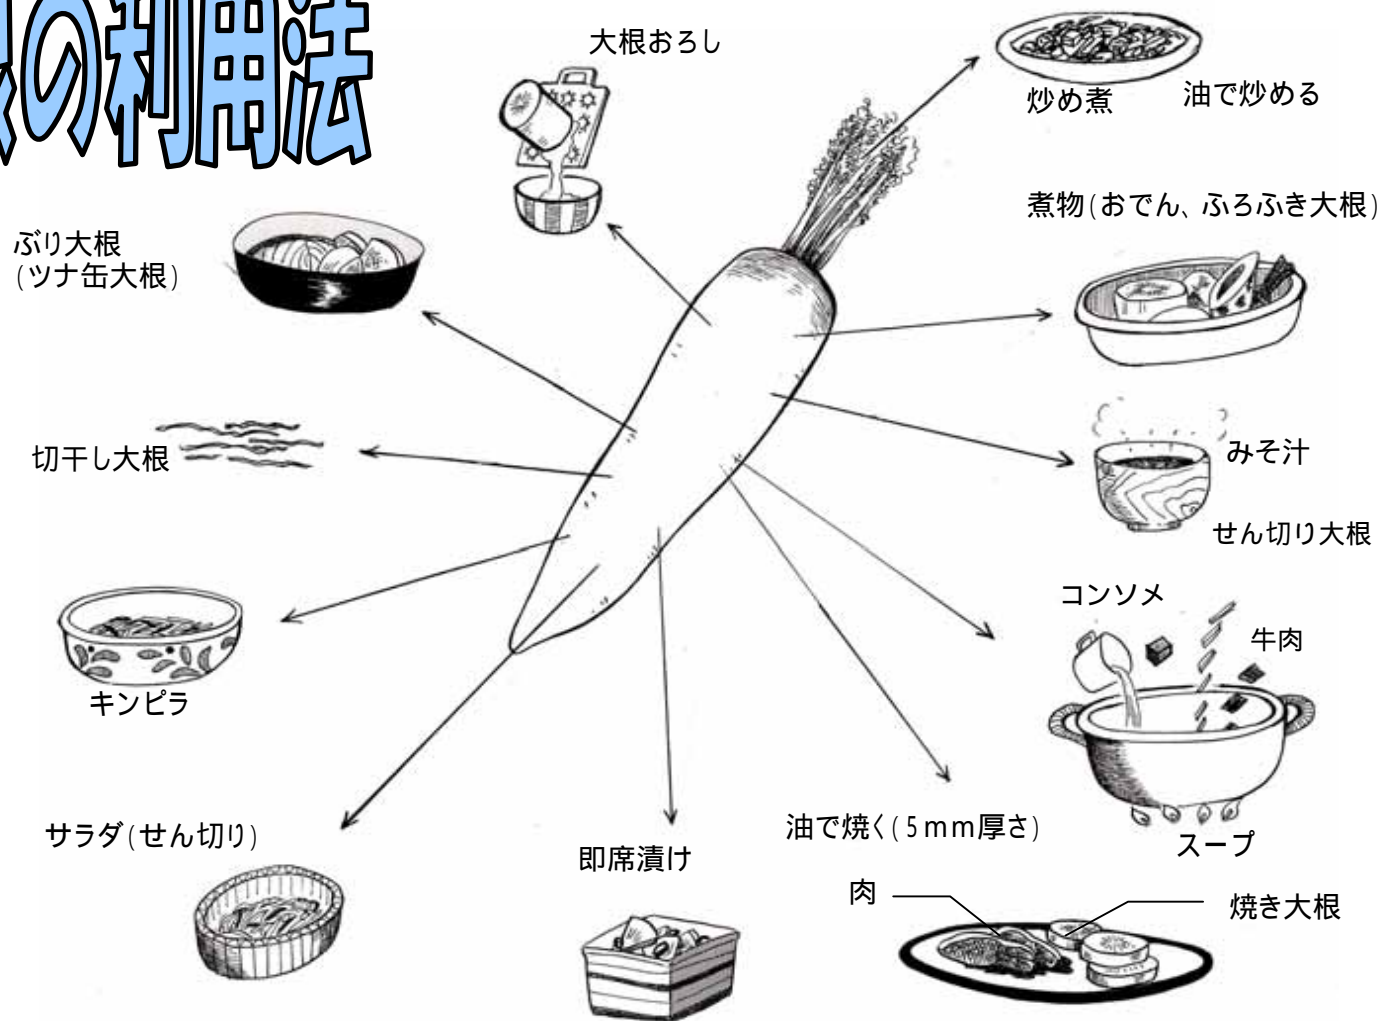 根の利用法
大根おろし
炒め煮
油で炒める
煮物(おでん、ふろふき大根)
ぶり大根
(ツナ缶大根)
切干し大根
みそ汁
せん切り大根
コンソメ
牛肉
キンピラ
スープ
サラダ(せん切り)
即席漬け
油で焼く(5mm厚さ)
肉
焼き大根